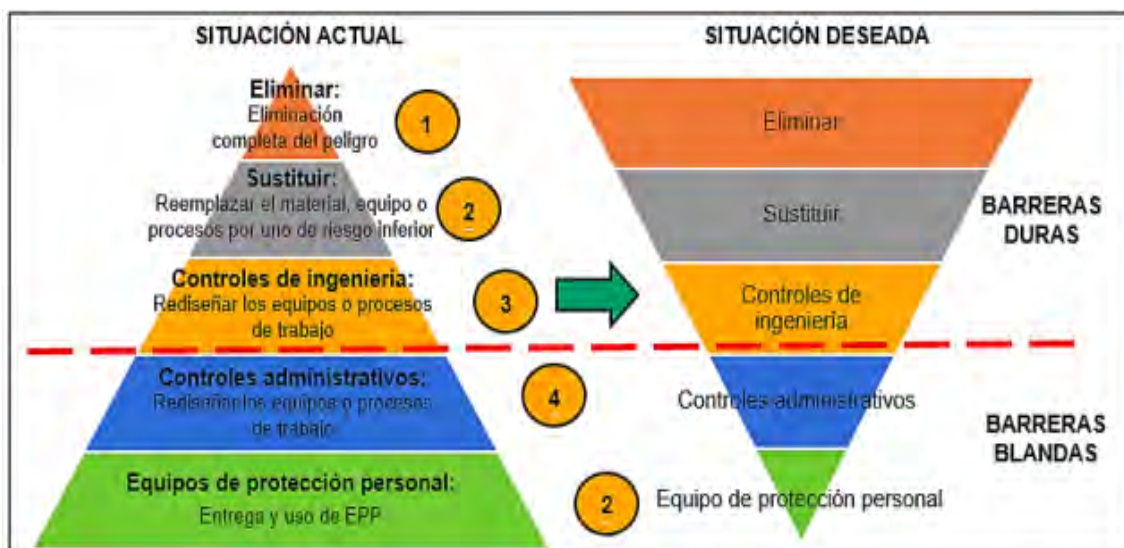 SITUACIÓN ACTUAL
Eliminar:
Eliminación
completa del peligro
1
Sustituir:
Reemplazar el material, equipo o
procesos por uno de riesgo inferior
2
Controles de ingeniería:
Rediseñar los equipos o procesos
de trabajo
3
Controles administrativos:
Rediseñar los equipos o procesos
de trabajo
4
Equipos de protección personal:
Entrega y uso de EPP
2
SITUACIÓN DESEADA
Eliminar
Sustituir
Controles de
ingeniería
Controles administrativos
Equipo de protección personal
BARRERAS
DURAS
BARRERAS
BLANDAS